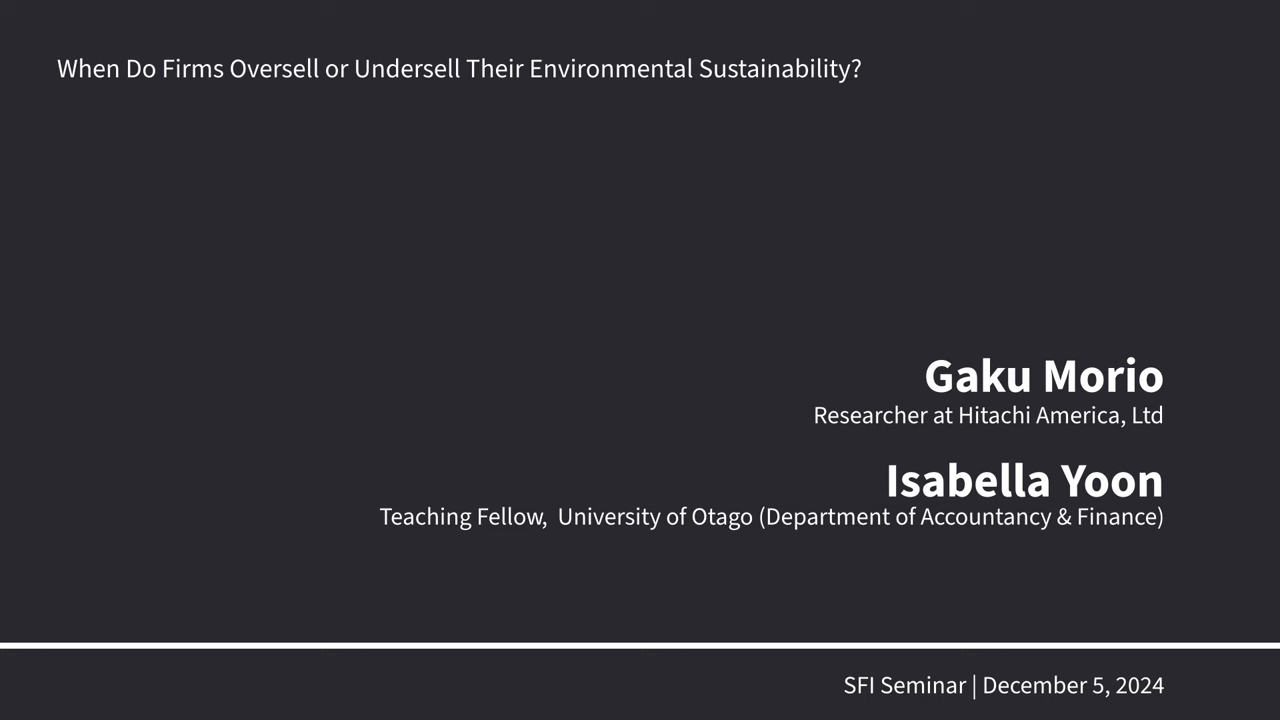 When Do Firms Oversell or Undersell Their Environmental Sustainability?
Gaku Morio
Researcher at Hitachi America, Ltd
Isabella Yoon
Teaching Fellow, University of Otago (Department of Accountancy & Finance)
SFI Seminar | December 5, 2024